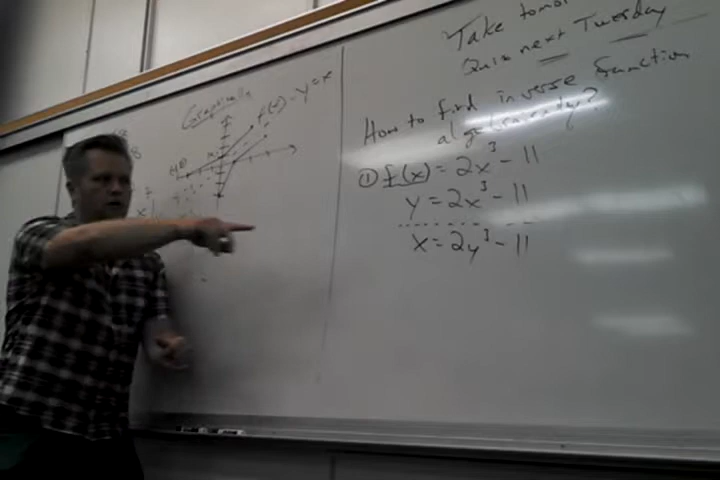 Take tomor
Quiz next Tuesday
How to find inverse function
algebraically?
① f(x) = 2x³ - 11
y = 2x³ - 11
x = 2y³ - 11
Graphically
f(x)
y = x